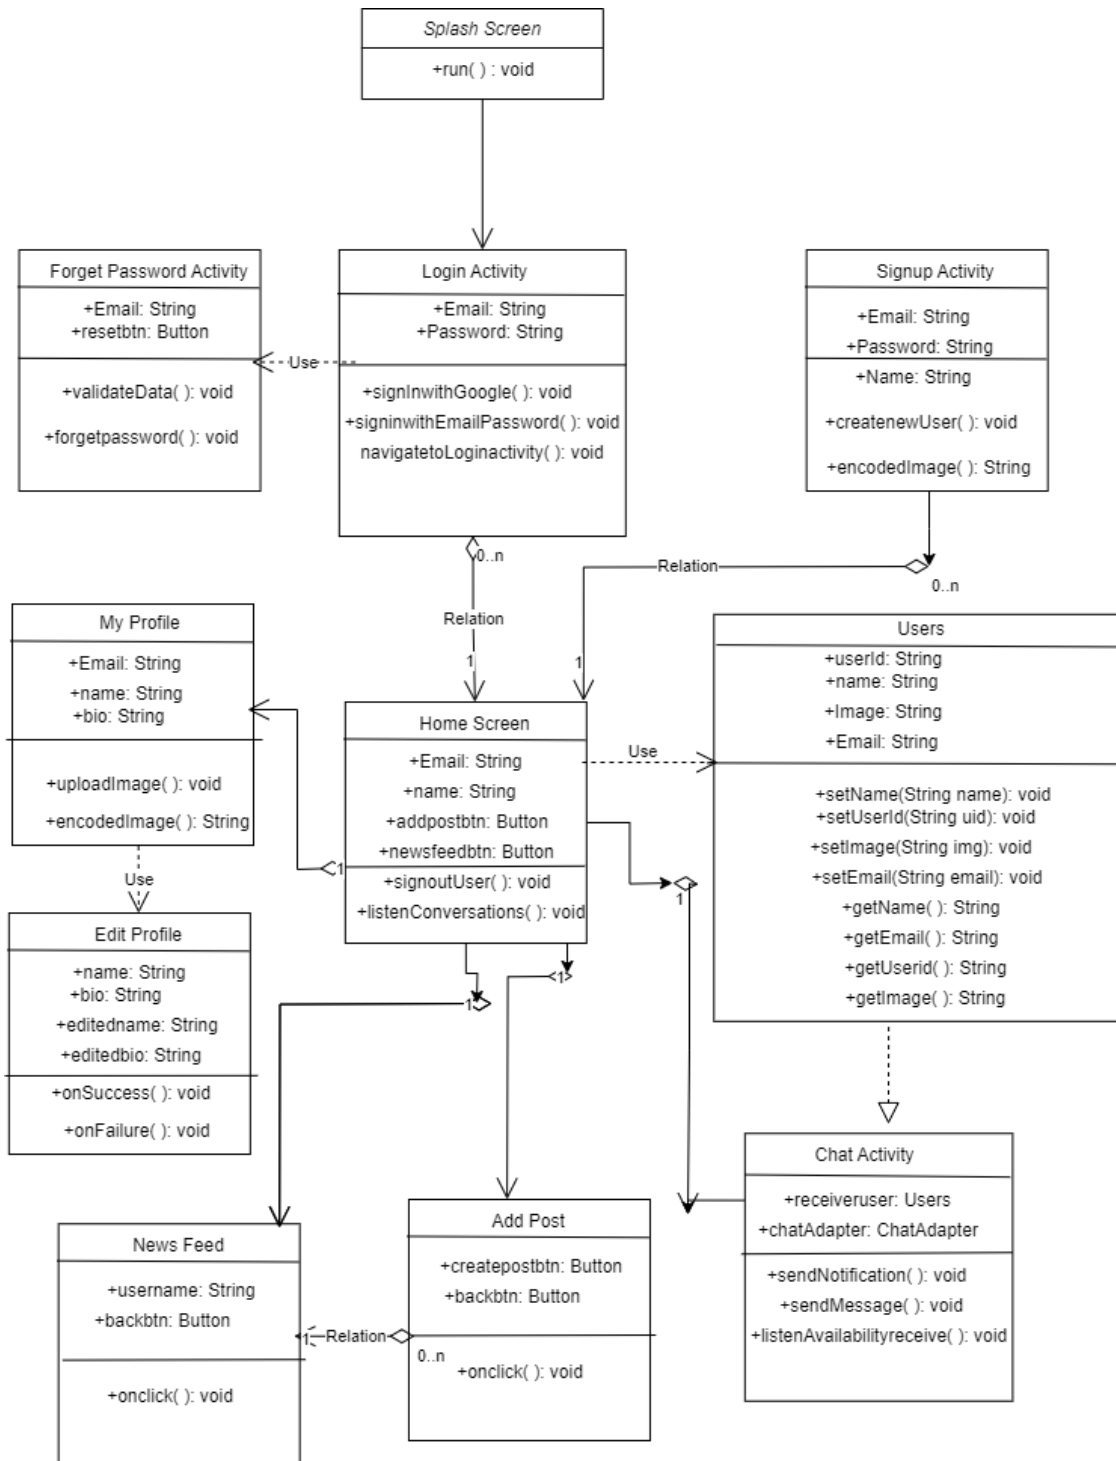 Splash Screen
+run( ) : void
Forget Password Activity
+Email: String
+resetbtn: Button
+validateData( ): void
+forgetpassword( ): void
Use
Login Activity
+Email: String
+Password: String
+signInwithGoogle( ): void
+signinwithEmailPassword( ): void
navigatetoLoginactivity( ): void
Signup Activity
+Email: String
+Password: String
+Name: String
+createnewUser( ): void
+encodedImage( ): String
0..n
Relation
1
Relation
0..n
1
My Profile
+Email: String
+name: String
+bio: String
+uploadImage( ): void
+encodedImage( ): String
Use
Home Screen
+Email: String
+name: String
+addpostbtn: Button
+newsfeedbtn: Button
+signoutUser( ): void
+listenConversations( ): void
Use
1
1
1
1
Users
+userId: String
+name: String
+Image: String
+Email: String
+setName(String name): void
+setUserId(String uid): void
+setImage(String img): void
+setEmail(String email): void
+getName( ): String
+getEmail( ): String
+getUserid( ): String
+getImage( ): String
Edit Profile
+name: String
+bio: String
+editedname: String
+editedbio: String
+onSuccess( ): void
+onFailure( ): void
Chat Activity
+receiveruser: Users
+chatAdapter: ChatAdapter
+sendNotification( ): void
+sendMessage( ): void
+listenAvailabilityreceive( ): void
News Feed
+username: String
+backbtn: Button
+onclick( ): void
1
Relation
0..n
Add Post
+createpostbtn: Button
+backbtn: Button
+onclick( ): void